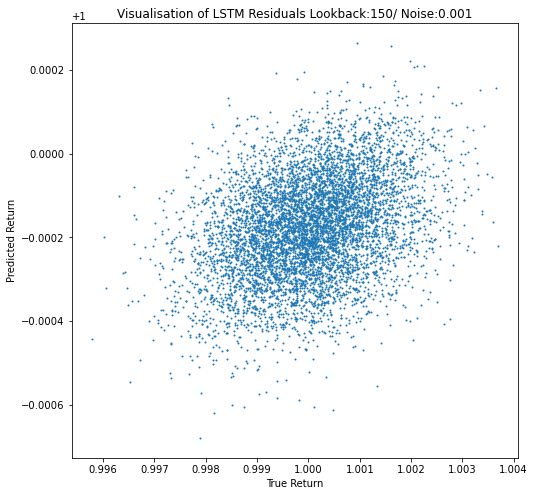 Visualisation of LSTM Residuals Lookback:150/ Noise:0.001
+1
0.0002
0.0000
−0.0002
−0.0004
−0.0006
Predicted Return
0.996 0.997 0.998 0.999 1.000 1.001 1.002 1.003 1.004
True Return